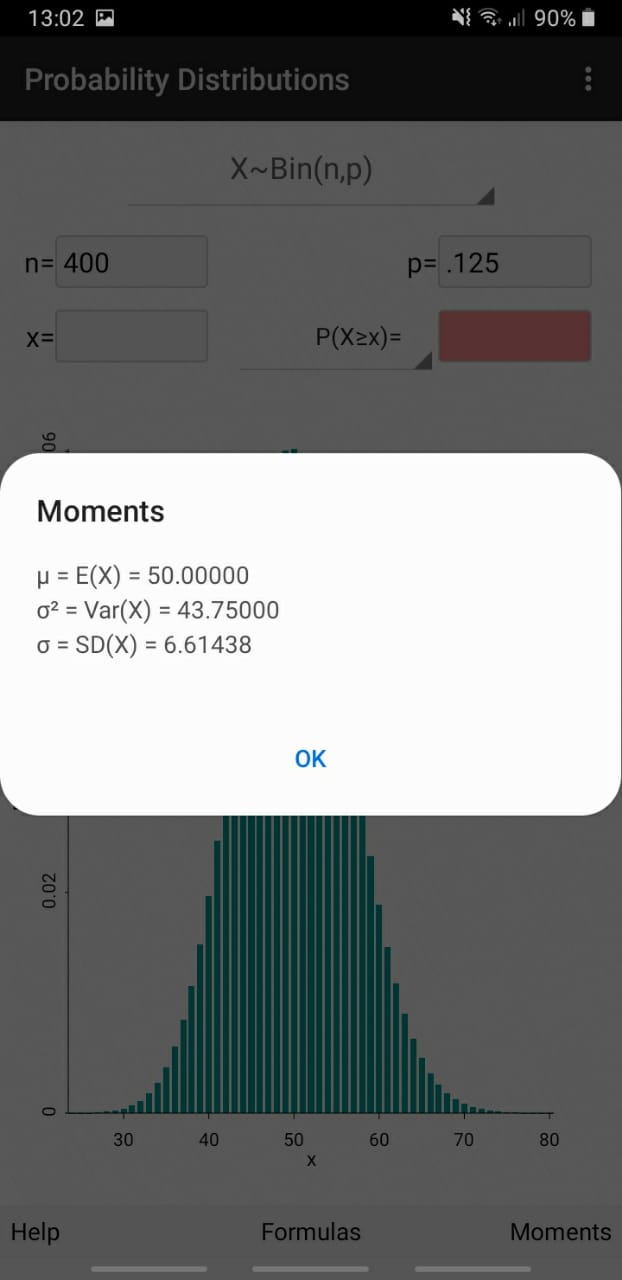 13:02 90%
Probability Distributions
X~Bin(n,p)
n= 400 p= .125
x= P(X≥x)=
06
Moments
μ = E(X) = 50.00000
σ² = Var(X) = 43.75000
σ = SD(X) = 6.61438
OK
0.02
0
30 40 50 60 70 80
x
Help Formulas Moments